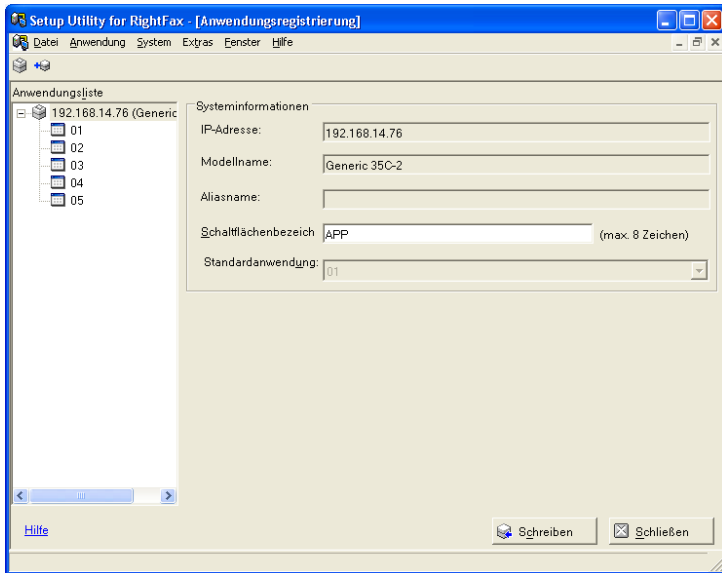 Setup Utility for RightFax - [Anwendungsregistrierung]
Datei Anwendung System Extras Fenster Hilfe
Anwendungsliste
192.168.14.76 (Generic
01
02
03
04
05
Systeminformationen
IP-Adresse: 192.168.14.76
Modellname: Generic 35C-2
Aliasname:
Schaltflächenbezeich APP (max. 8 Zeichen)
Standardanwendung: 01
Hilfe
Schreiben
Schließen